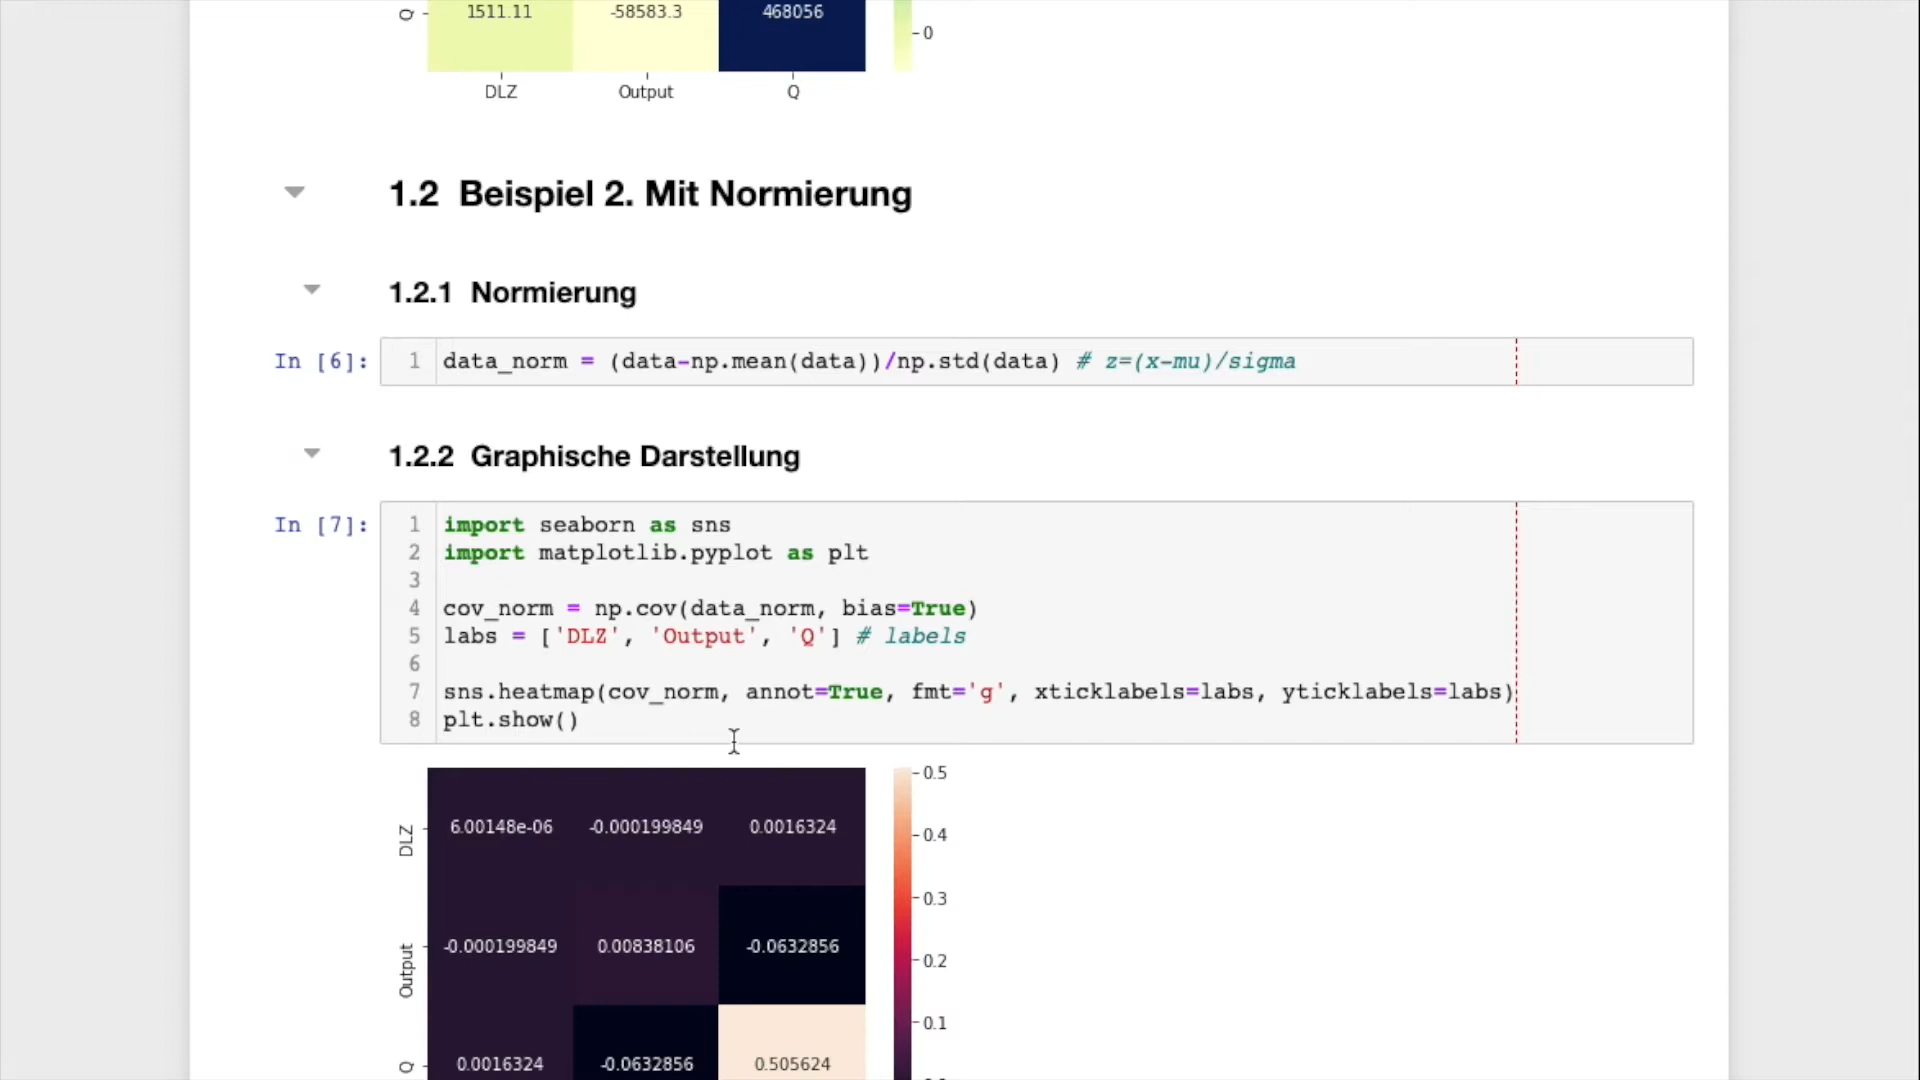 Q 1511.11 -58583.3 468056 0
DLZ Output Q
1.2 Beispiel 2. Mit Normierung
1.2.1 Normierung
In [6]: 1 data_norm = (data-np.mean(data))/np.std(data) # z=(x-mu)/sigma
1.2.2 Graphische Darstellung
In [7]: 1 import seaborn as sns
2 import matplotlib.pyplot as plt
3
4 cov_norm = np.cov(data_norm, bias=True)
5 labs = ['DLZ', 'Output', 'Q'] # labels
6
7 sns.heatmap(cov_norm, annot=True, fmt='g', xticklabels=labs, yticklabels=labs)
8 plt.show()
0.5
DLZ 6.00148e-06 -0.000199849 0.0016324
0.4
0.3
Output -0.000199849 0.00838106 -0.0632856
0.2
0.1
Q 0.0016324 -0.0632856 0.505624